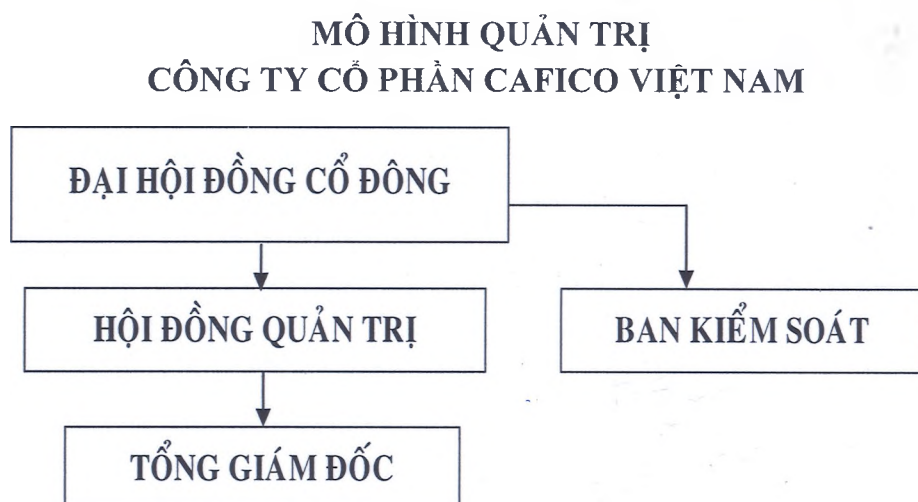 MÔ HÌNH QUẢN TRỊ
CÔNG TY CỔ PHẦN CAFICO VIỆT NAM
ĐẠI HỘI ĐỒNG CỔ ĐÔNG
HỘI ĐỒNG QUẢN TRỊ
BAN KIỂM SOÁT
TỔNG GIÁM ĐỐC